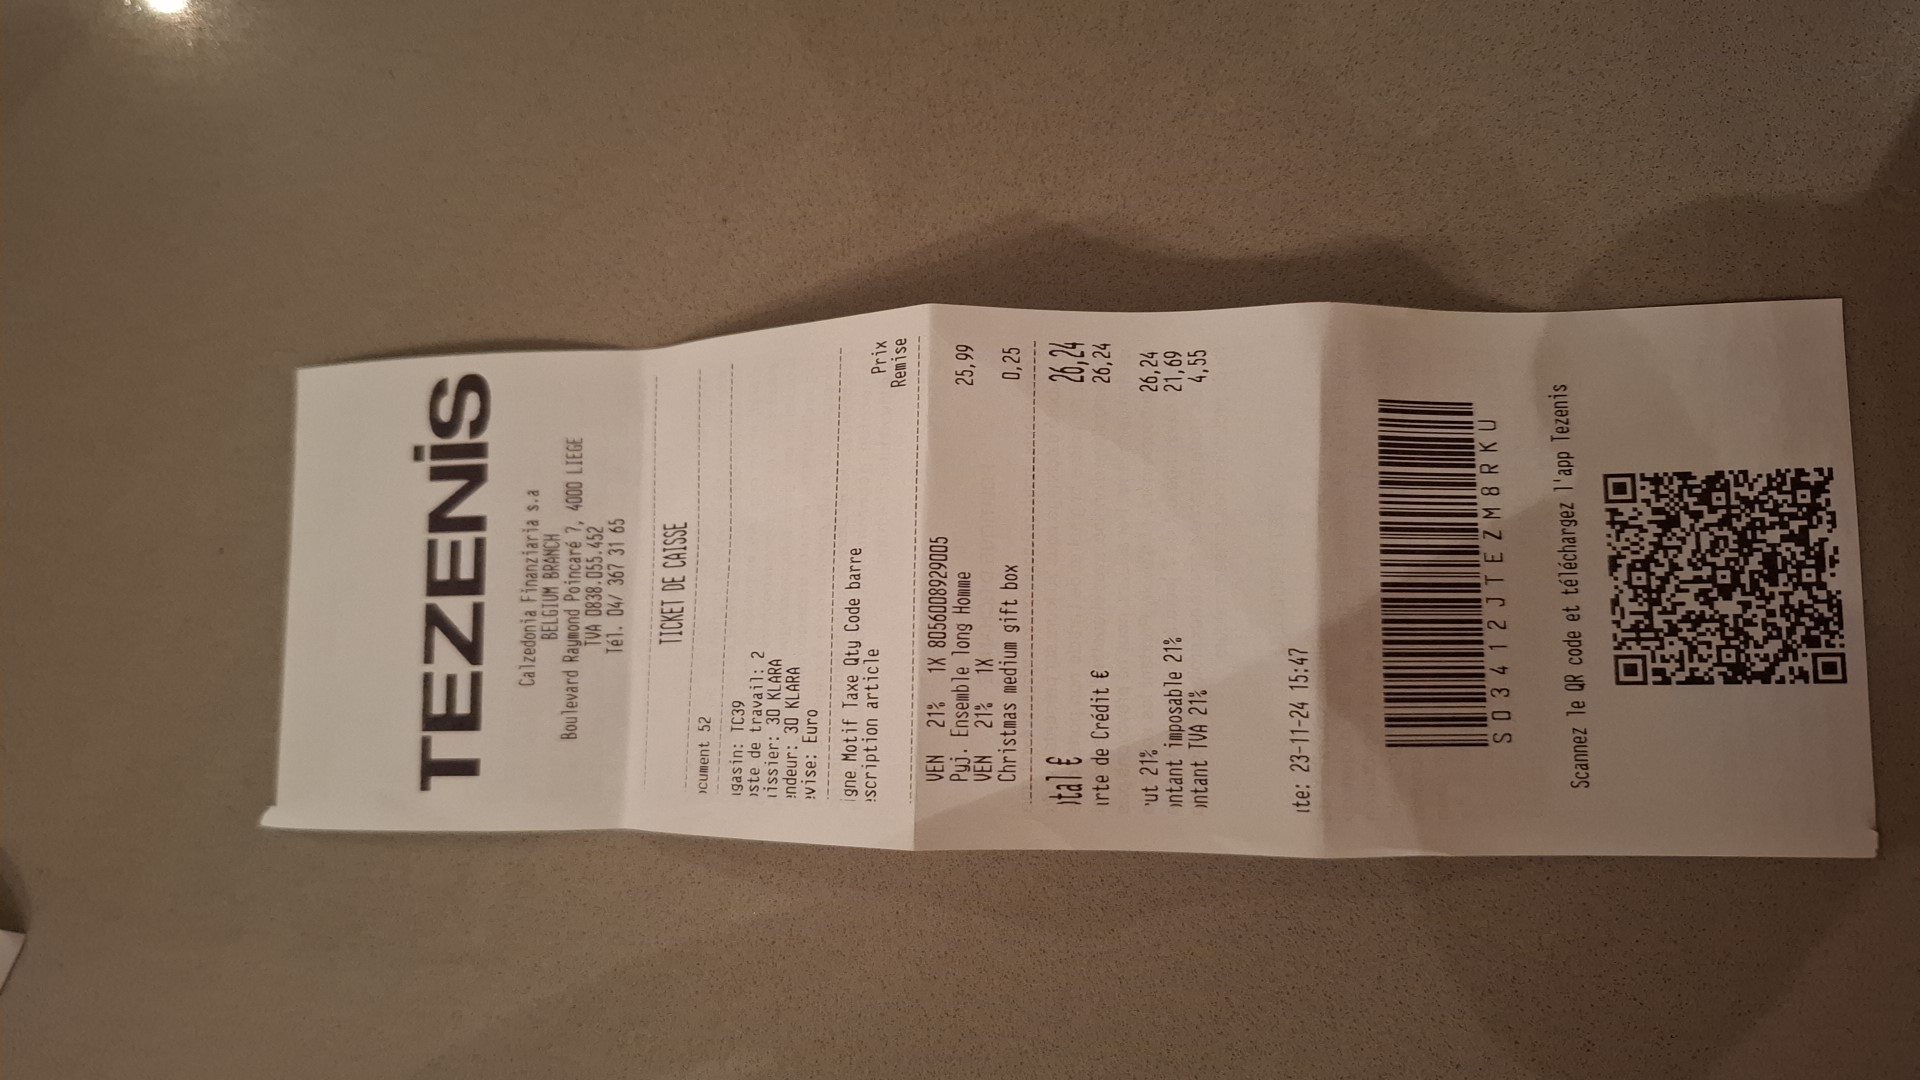 TEZENIS
Calzedonia Finanziaria s.a
BELGIUM BRANCH
Boulevard Raymond Poincaré 7, 4000 LIEGE
TVA 0838.055.452
Tél. 04/ 367 31 65
TICKET DE CAISSE
ocument 52
gasin: TC39
ste de travail: 2
issier: 30 KLARA
ndeur: 30 KLARA
vise: Euro
igne Motif Taxe Qty Code barre Prix
scription article Remise
VEN 21% 1X 8056008929005
Pyj. Ensemble long Homme 25,99
VEN 21% 1X
Christmas medium gift box 0,25
tal € 26,24
rte de Crédit € 26,24
ut 21% 26,24
ntant imposable 21% 21,69
ntant TVA 21% 4,55
te: 23-11-24 15:47
S03412JTEZM8RKU
Scannez le QR code et téléchargez l'app Tezenis